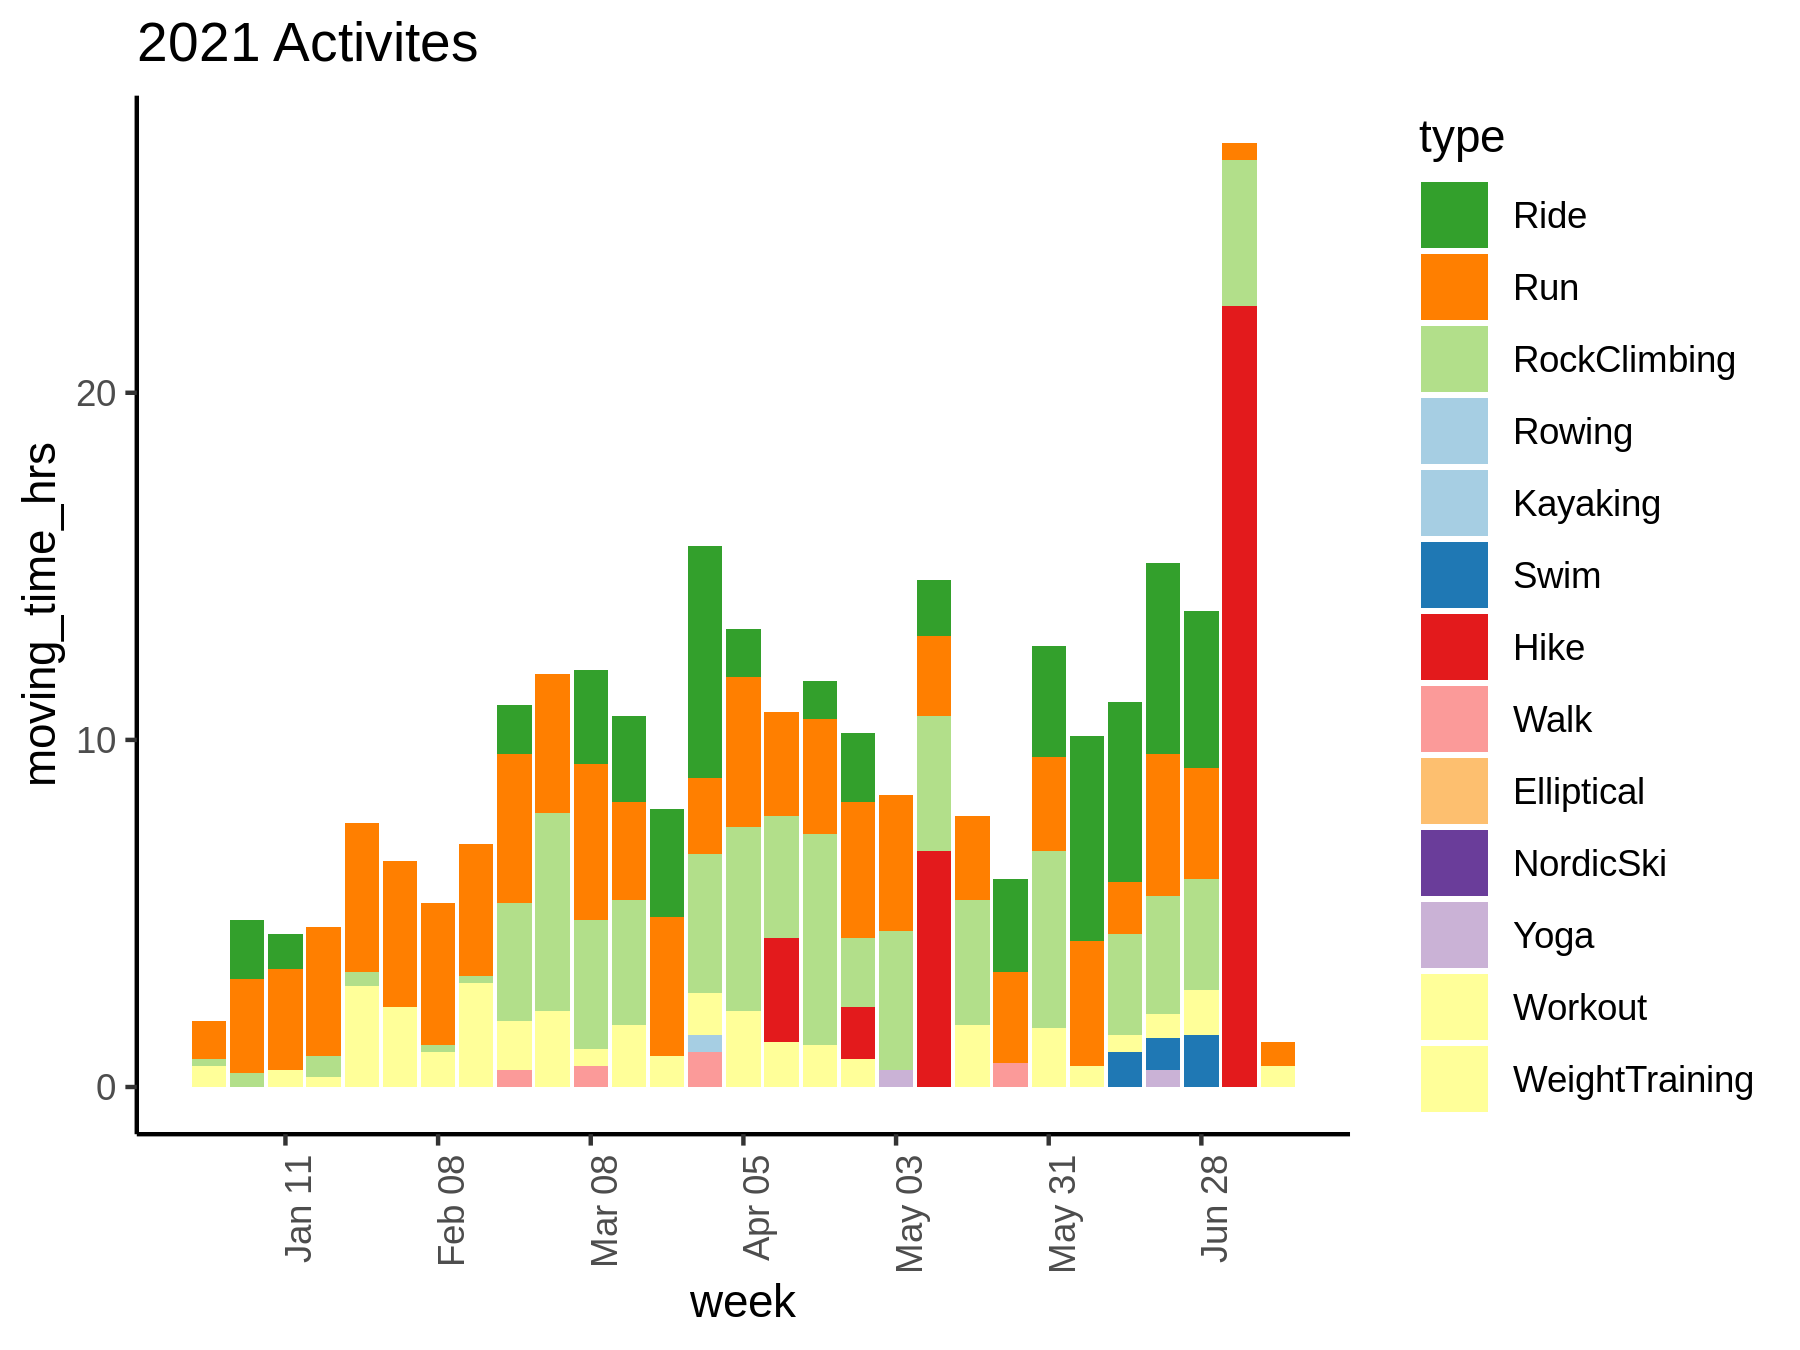 2021 Activites
moving_time_hrs
20
10
0
Jan 11
Feb 08
Mar 08
Apr 05
May 03
May 31
Jun 28
week
type
Ride
Run
RockClimbing
Rowing
Kayaking
Swim
Hike
Walk
Elliptical
NordicSki
Yoga
Workout
WeightTraining